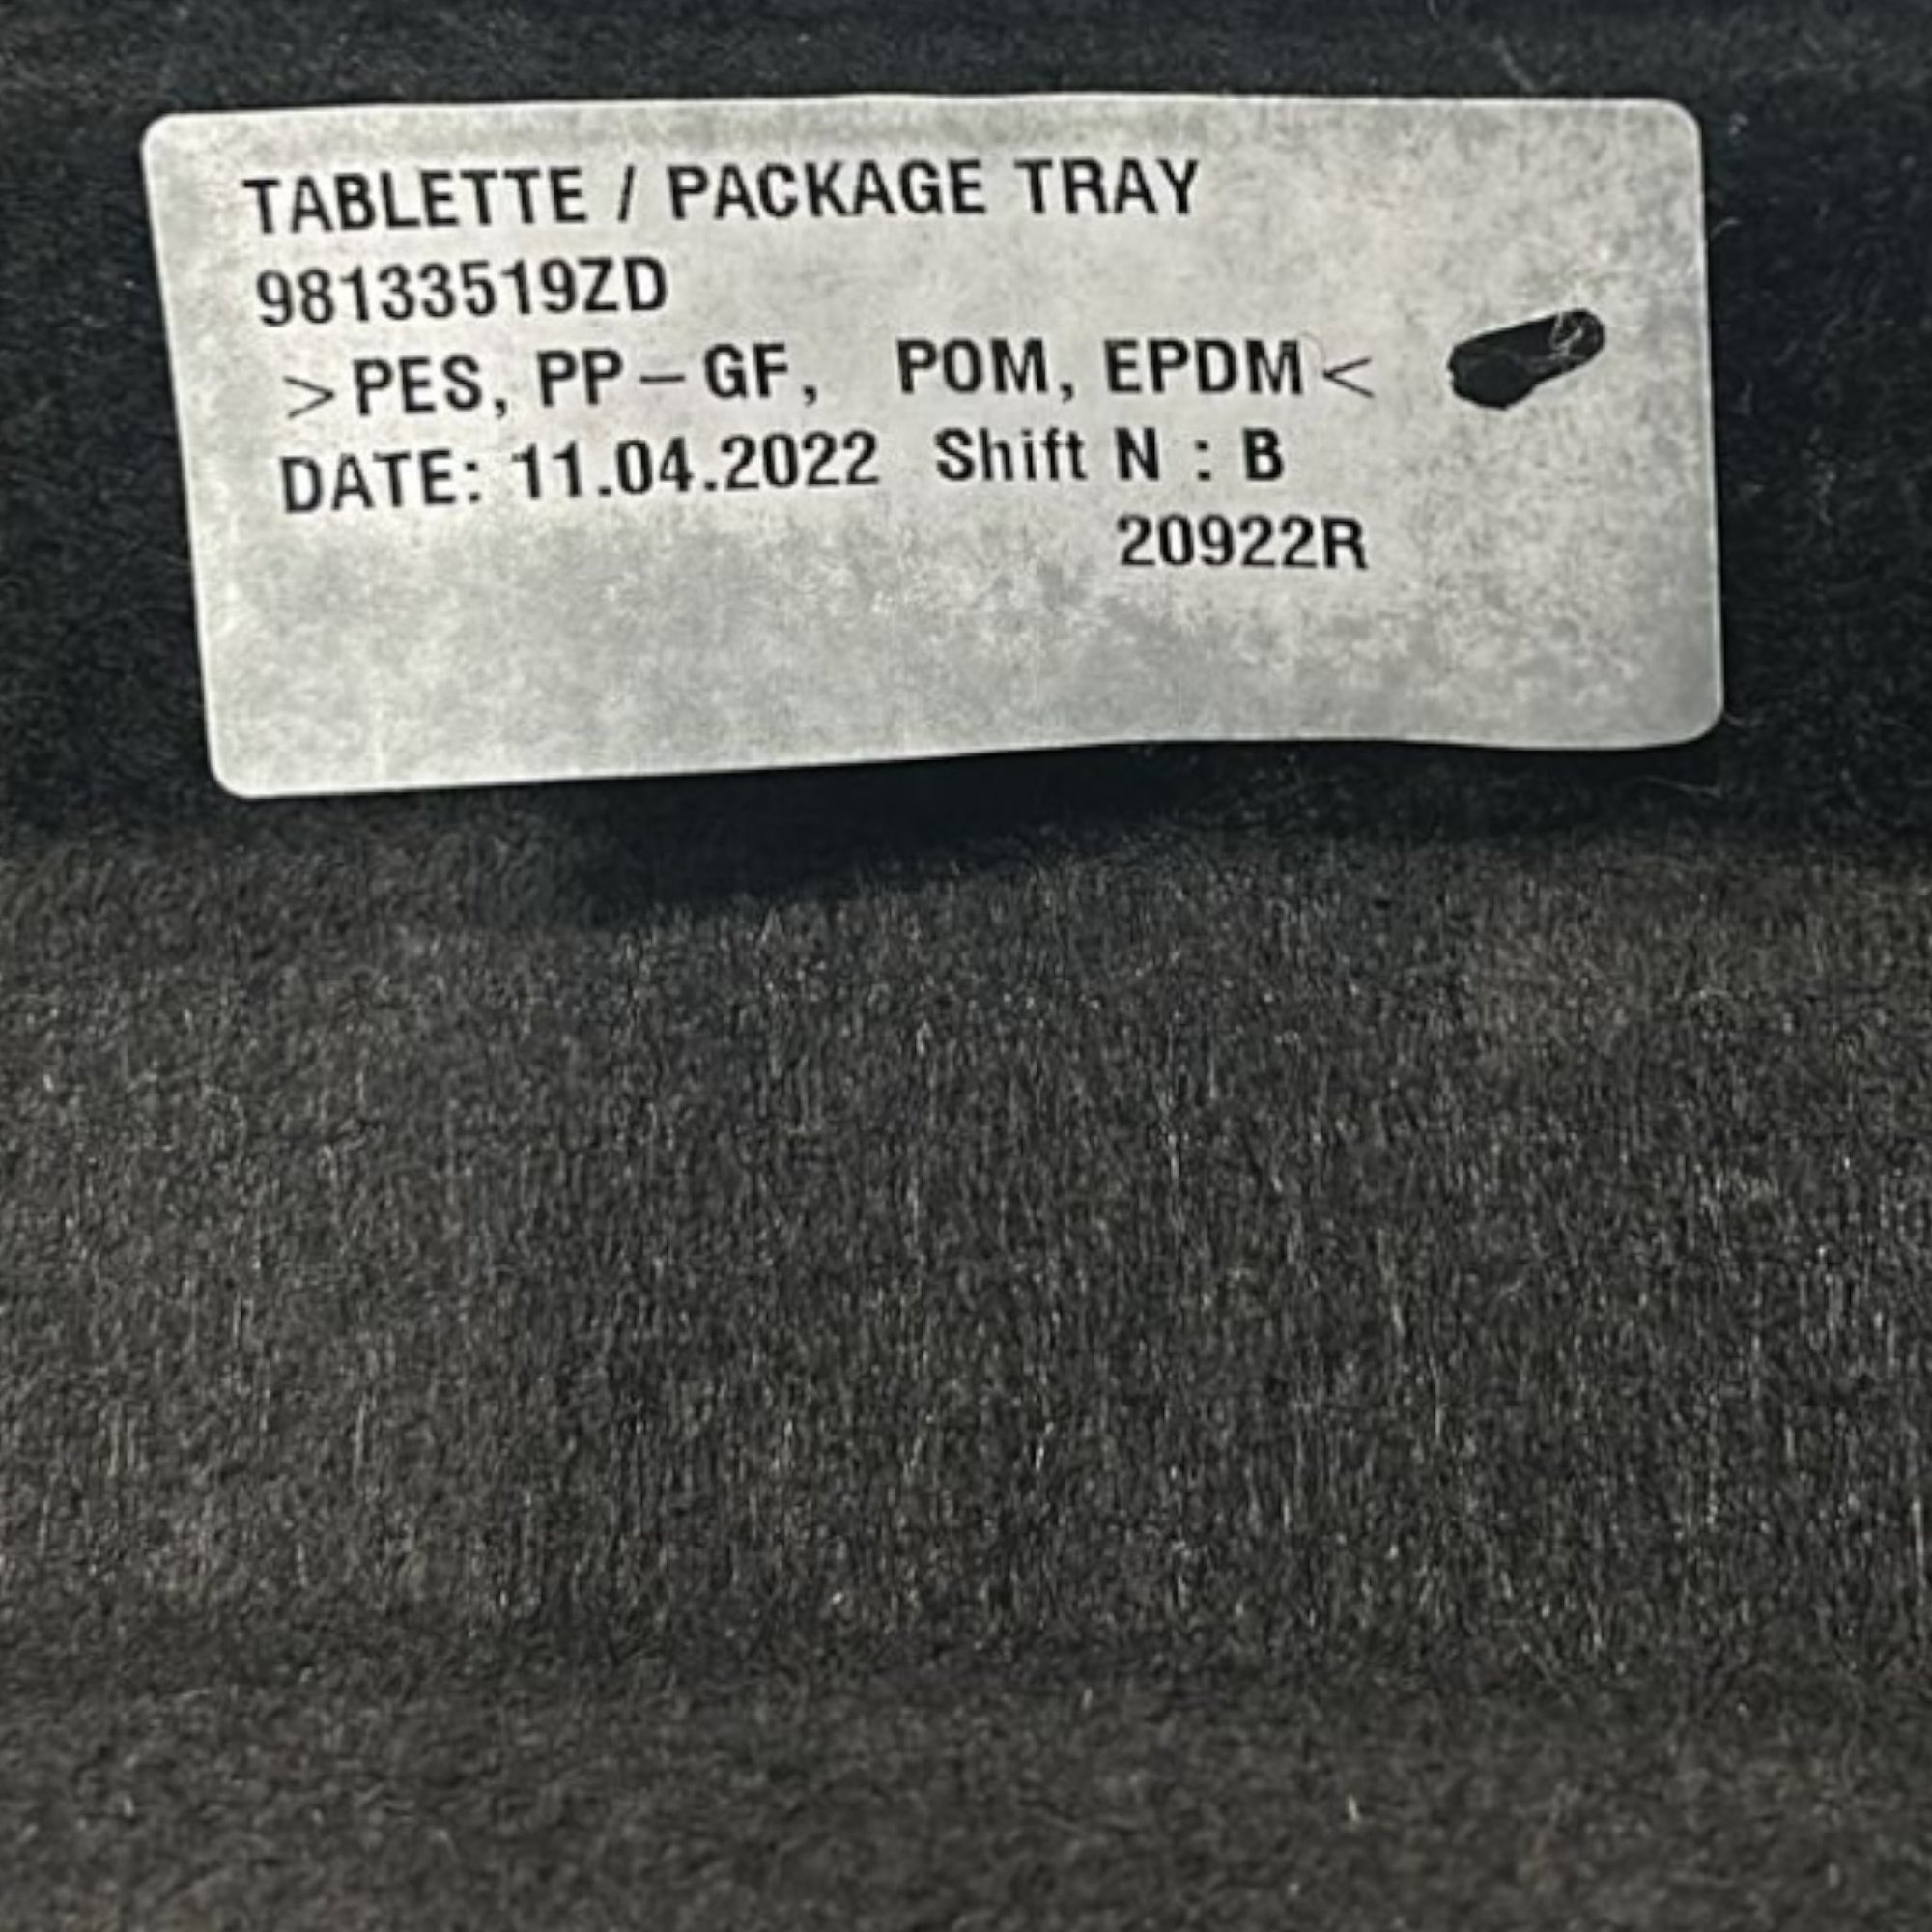 TABLETTE / PACKAGE TRAY
98133519ZD
>PES, PP-GF, POM, EPDM<
DATE: 11.04.2022 Shift N : B
20922R